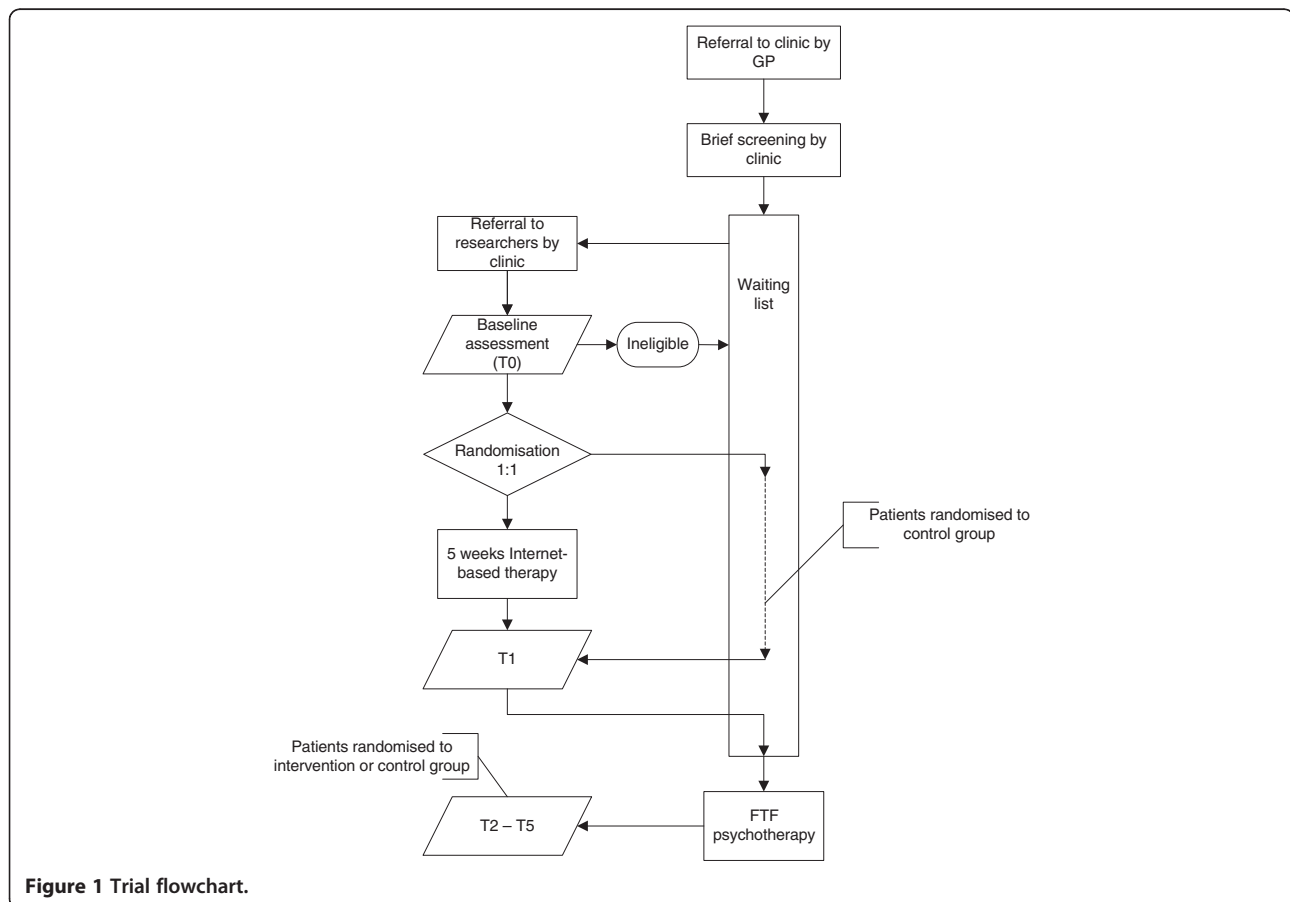 Referral to clinic by
GP
Brief screening by
clinic
Referral to
researchers by
clinic
Waiting
list
Baseline
assessment
(T0)
Ineligible
Randomisation
1:1
Patients randomised to
control group
5 weeks Internet-
based therapy
T1
Patients randomised to
intervention or control group
T2 – T5
FTF
psychotherapy
Figure 1 Trial flowchart.